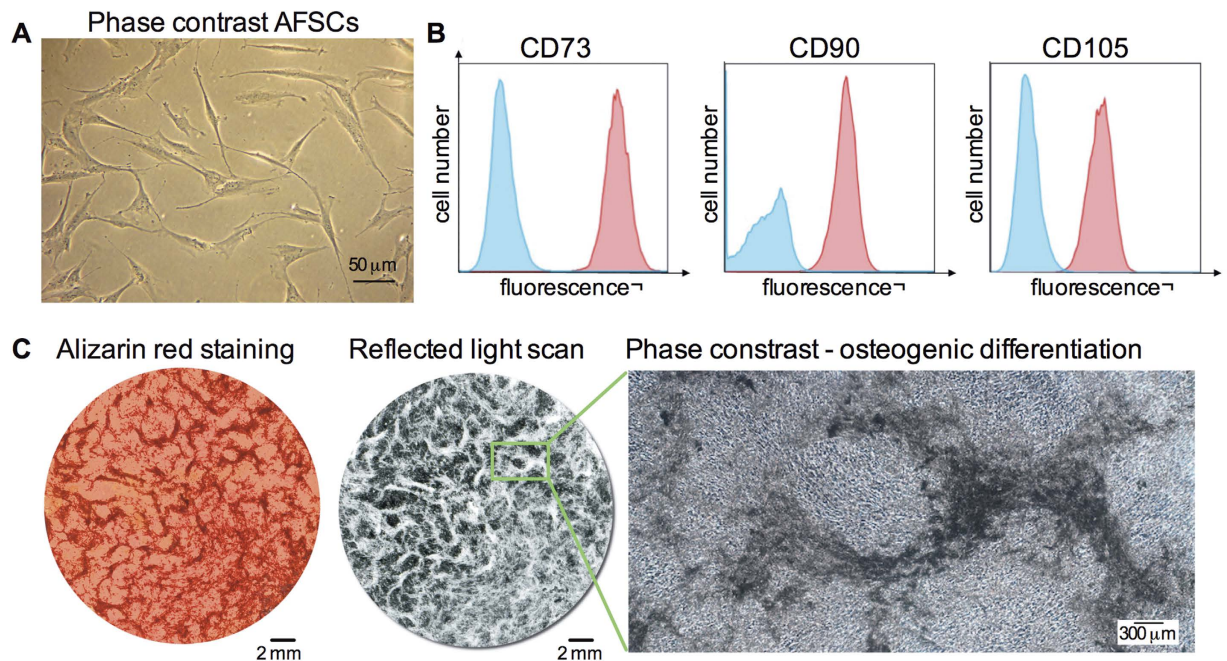 A Phase contrast AFSCs
50 μm
B CD73 CD90 CD105
cell number cell number cell number
fluorescence¬ fluorescence¬ fluorescence¬
C Alizarin red staining Reflected light scan Phase constrast - osteogenic differentiation
2 mm 2 mm 300 μm